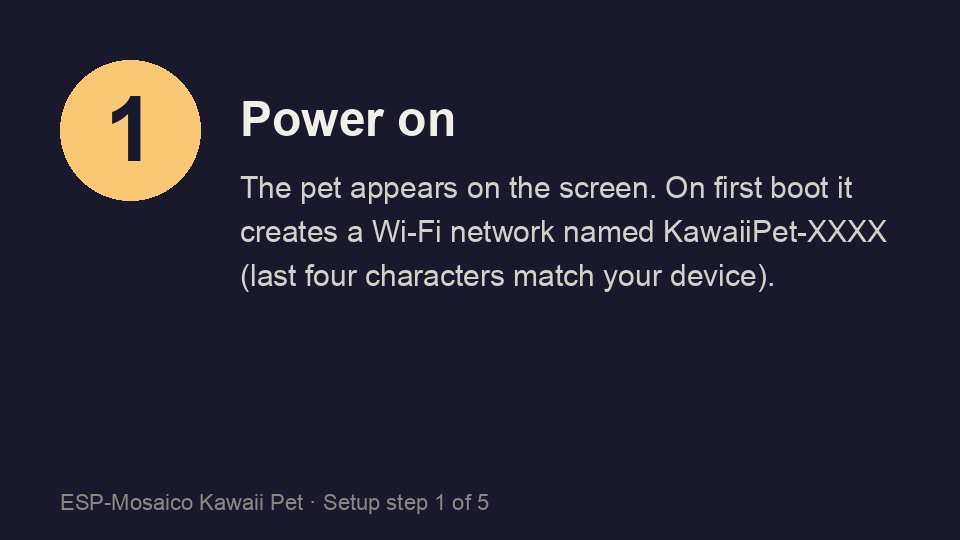 1
Power on
The pet appears on the screen. On first boot it
creates a Wi-Fi network named KawaiiPet-XXXX
(last four characters match your device).
ESP-Mosaico Kawaii Pet · Setup step 1 of 5